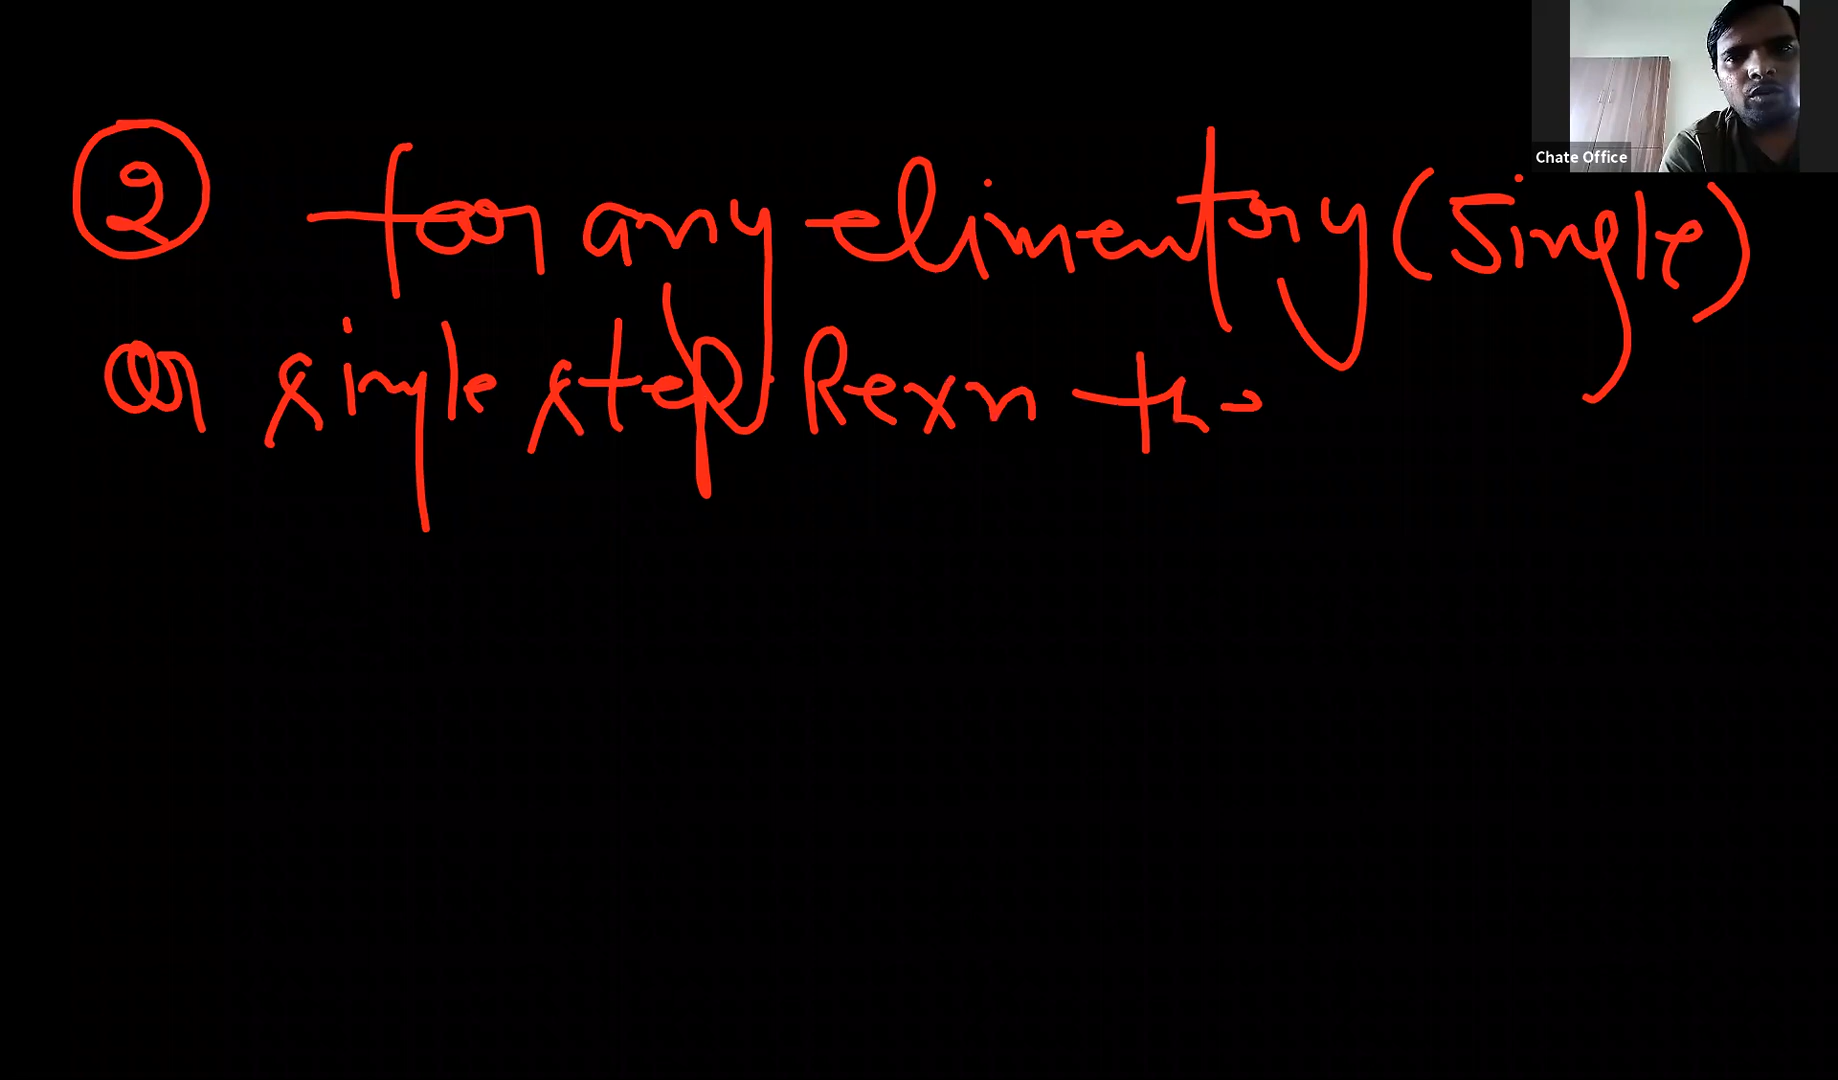 Chate Office
② for any elimentory (Single)
or single step Rexn the